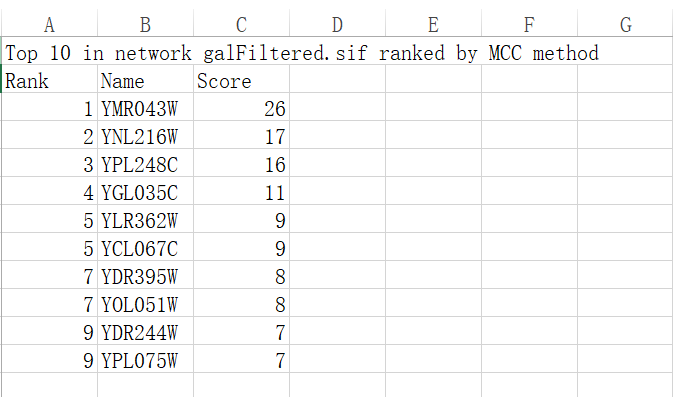 A B C D E F G
Top 10 in network galFiltered.sif ranked by MCC method
Rank Name Score
1 YMR043W 26
2 YNL216W 17
3 YPL248C 16
4 YGL035C 11
5 YLR362W 9
5 YCL067C 9
7 YDR395W 8
7 YOL051W 8
9 YDR244W 7
9 YPL075W 7